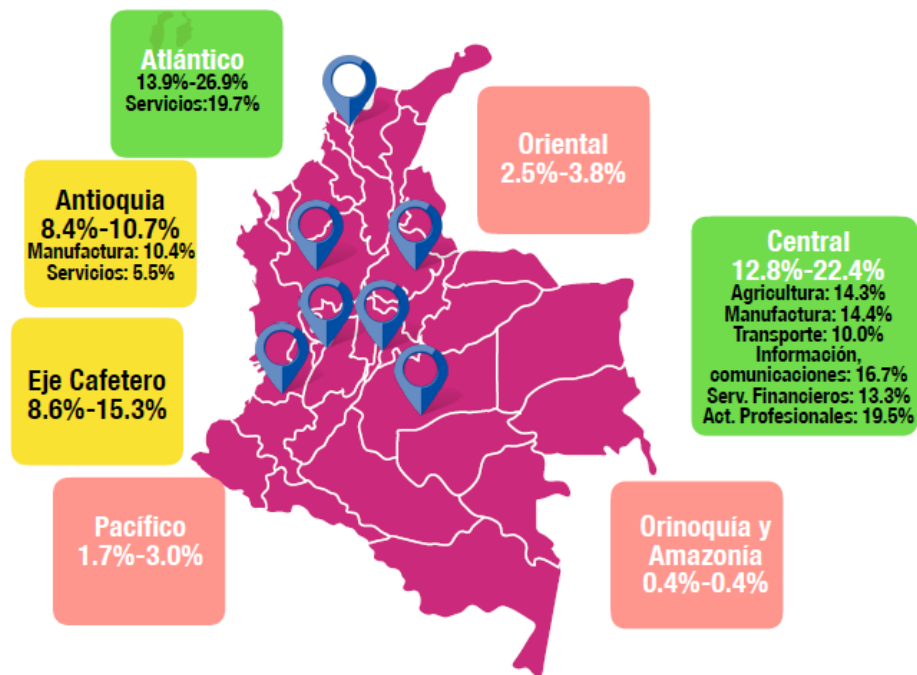 Atlántico
13.9%-26.9%
Servicios:19.7%
Oriental
2.5%-3.8%
Antioquia
8.4%-10.7%
Manufactura: 10.4%
Servicios: 5.5%
Central
12.8%-22.4%
Agricultura: 14.3%
Manufactura: 14.4%
Transporte: 10.0%
Información,
comunicaciones: 16.7%
Serv. Financieros: 13.3%
Act. Profesionales: 19.5%
Eje Cafetero
8.6%-15.3%
Pacífico
1.7%-3.0%
Orinoquía y
Amazonía
0.4%-0.4%